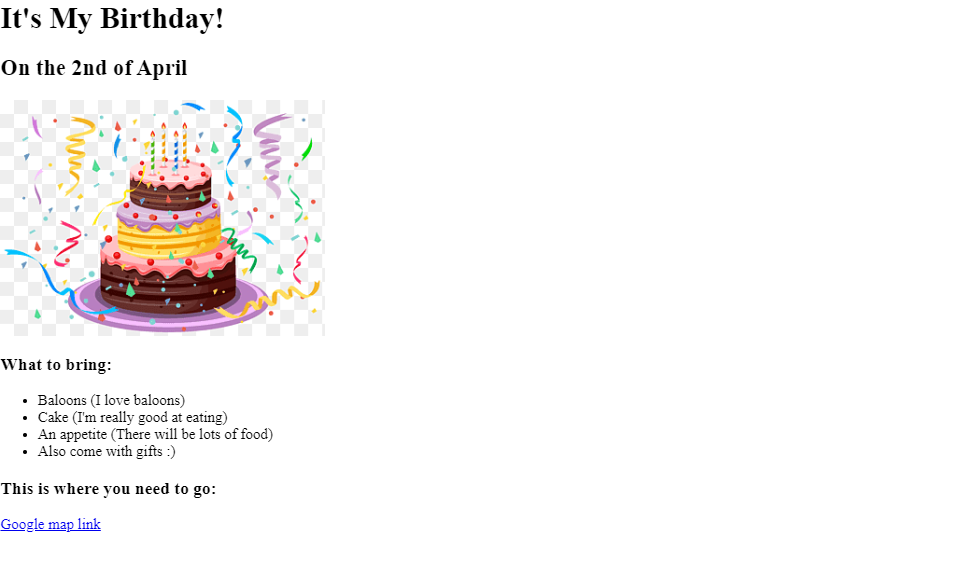 It's My Birthday!
On the 2nd of April
What to bring:
Baloons (I love baloons)
Cake (I'm really good at eating)
An appetite (There will be lots of food)
Also come with gifts :)
This is where you need to go:
Google map link